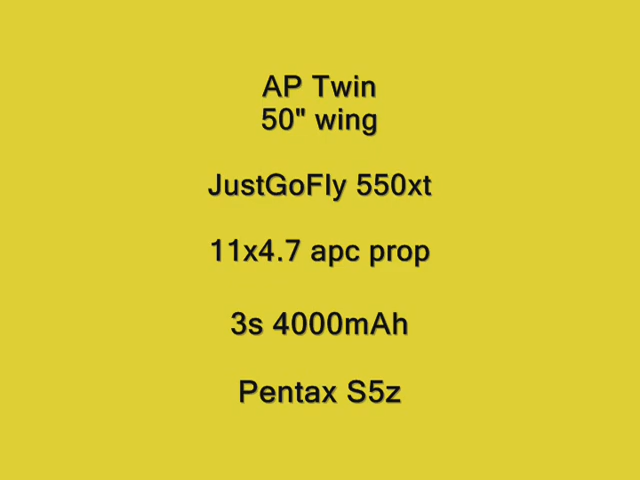 AP Twin
50" wing
JustGoFly 550xt
11x4.7 apc prop
3s 4000mAh
Pentax S5z